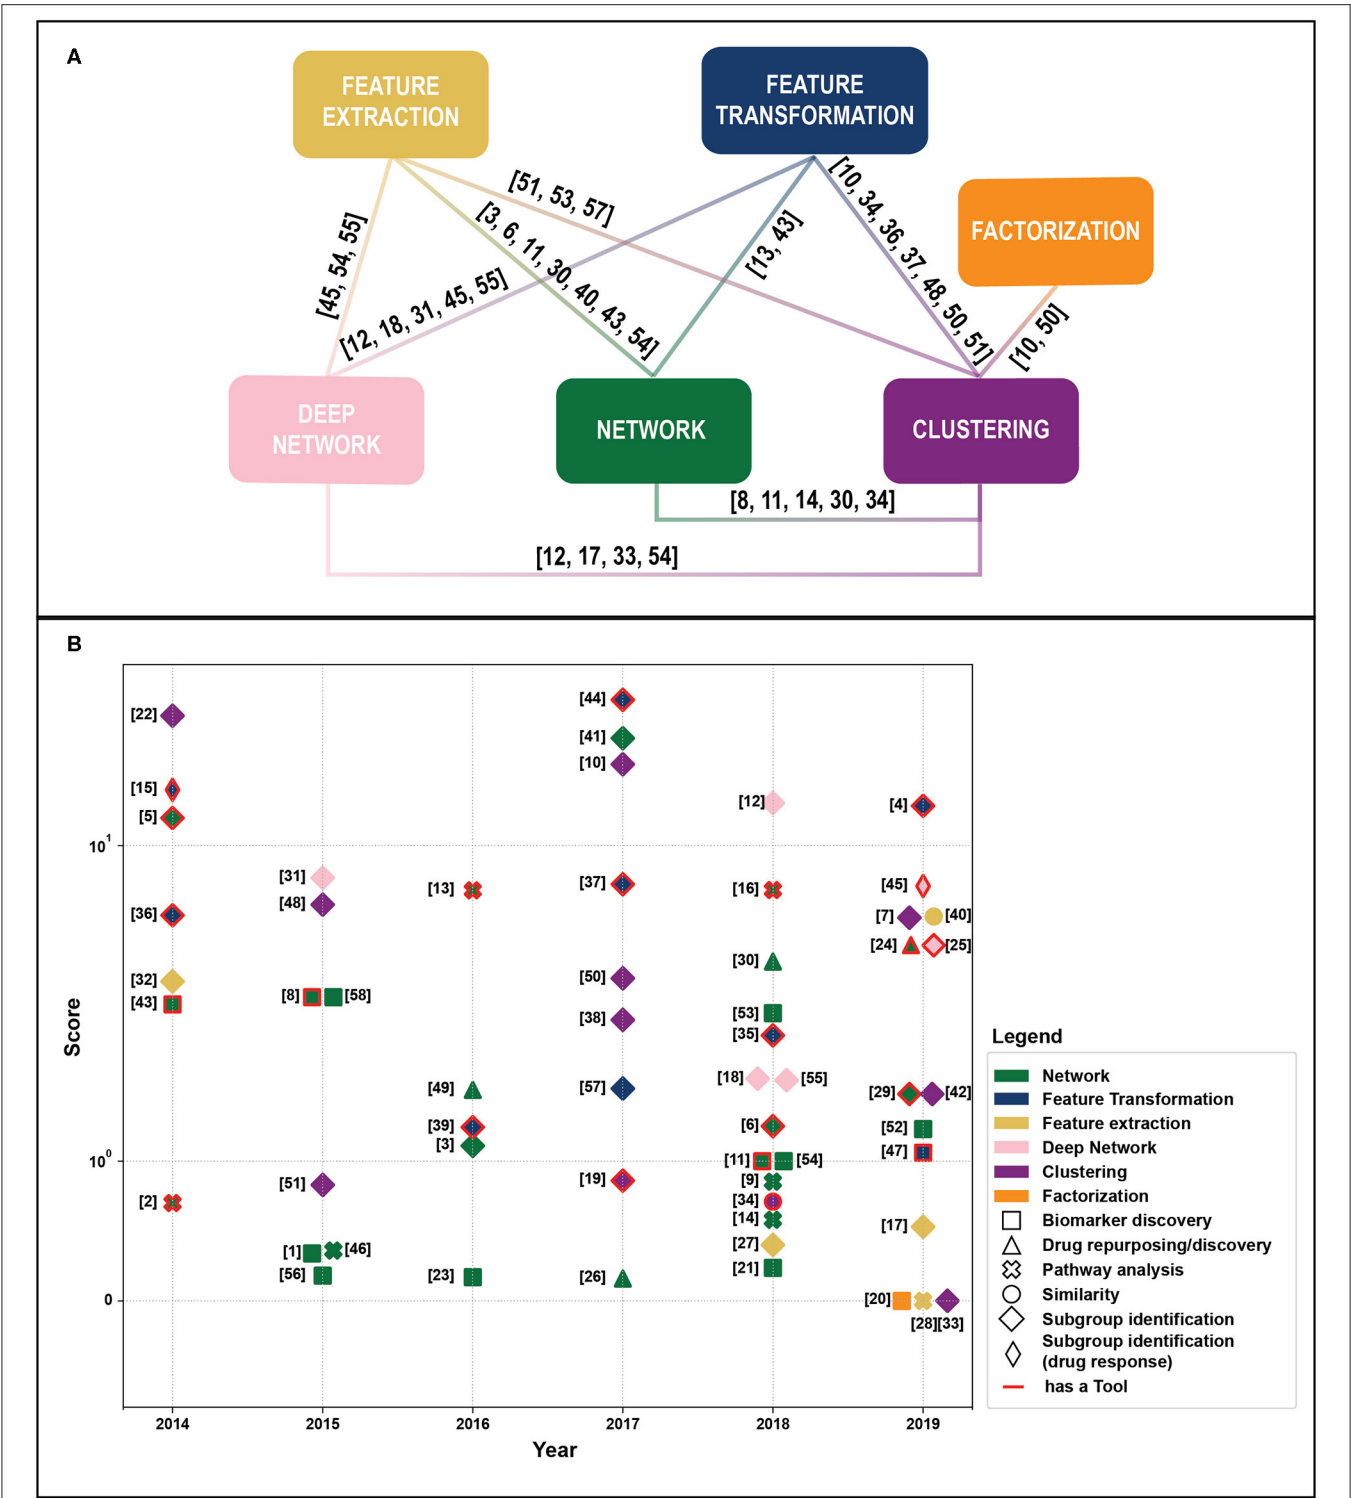 A
FEATURE
EXTRACTION
FEATURE
TRANSFORMATION
FACTORIZATION
[51, 53, 57]
[3, 6, 11, 30, 40, 43, 54]
[13, 43]
[10, 34, 36, 37, 48, 50, 51]
[45, 54, 55]
[12, 18, 31, 45, 55]
[10, 50]
DEEP
NETWORK
NETWORK
CLUSTERING
[8, 11, 14, 30, 34]
[12, 17, 33, 54]
B
[44]
[22]
[41]
[10]
[15]
[12]
[4]
[5]
10^1
[31]
[13]
[37]
[16]
[45]
[48]
[36]
[7]
[40]
[24]
[25]
[30]
[32]
[50]
[43]
[8]
[58]
[53]
[38]
[35]
Score
[18]
[55]
[49]
[57]
[29]
[42]
[39]
[6]
[52]
[3]
[47]
10^0
[11]
[54]
[51]
[19]
[9]
[2]
[34]
[14]
[17]
[1]
[46]
[27]
[56]
[23]
[26]
[21]
0
[20]
[28]
[33]
2014
2015
2016
2017
2018
2019
Year
Legend
Network
Feature Transformation
Feature extraction
Deep Network
Clustering
Factorization
Biomarker discovery
Drug repurposing/discovery
Pathway analysis
Similarity
Subgroup identification
Subgroup identification
(drug response)
has a Tool